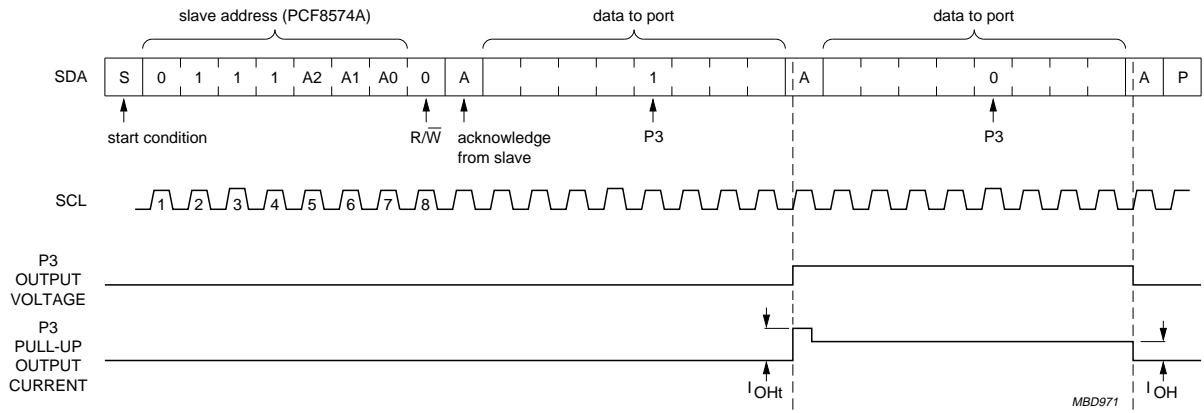 slave address (PCF8574A) data to port data to port
SDA S 0 1 1 1 A2 A1 A0 0 A 1 A 0 A P
start condition R/W̅ acknowledge from slave P3 P3
SCL 1 2 3 4 5 6 7 8
P3
OUTPUT
VOLTAGE
P3
PULL-UP
OUTPUT
CURRENT
I OHt
I OH
MBD971